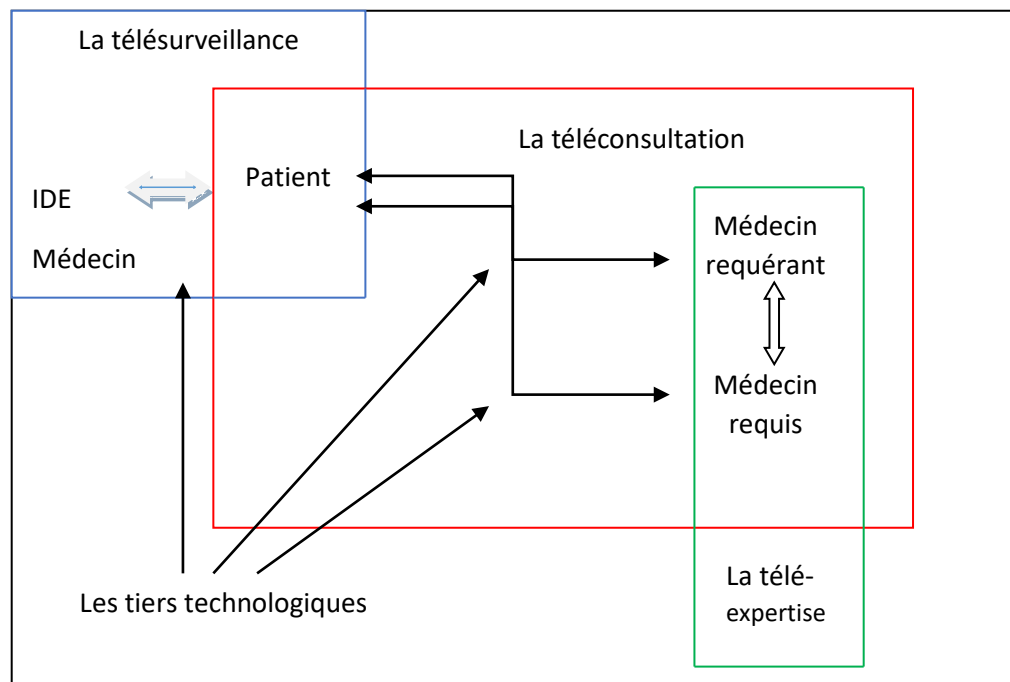 La télésurveillance
La téléconsultation
Patient
IDE
Médecin
Médecin
requérant
Médecin
requis
Les tiers technologiques
La télé-
expertise